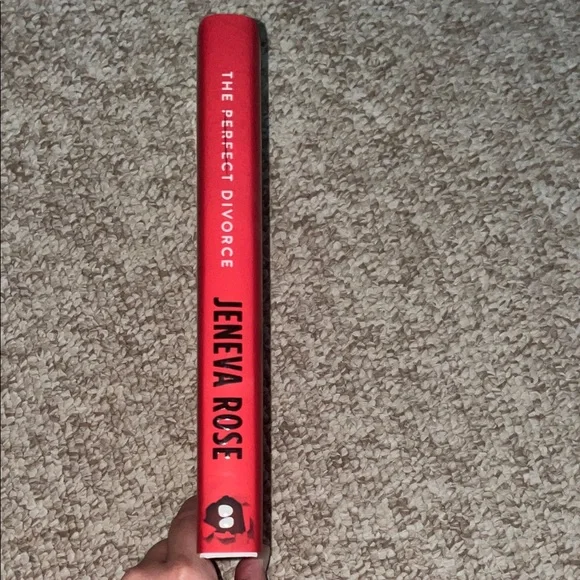 THE PERFECT DIVORCE
JENEVA ROSE